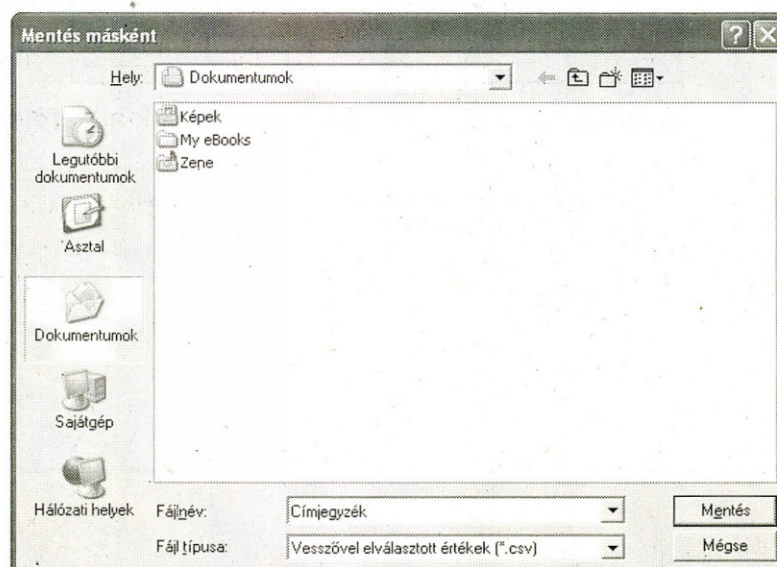 Mentés másként
Hely: Dokumentumok
Képek
My eBooks
Zene
Legutóbbi
dokumentumok
Asztal
Dokumentumok
Sajátgép
Hálózati helyek
Fájlnév: Címjegyzék Mentés
Fájl típusa: Vesszővel elválasztott értékek (*.csv) Mégse